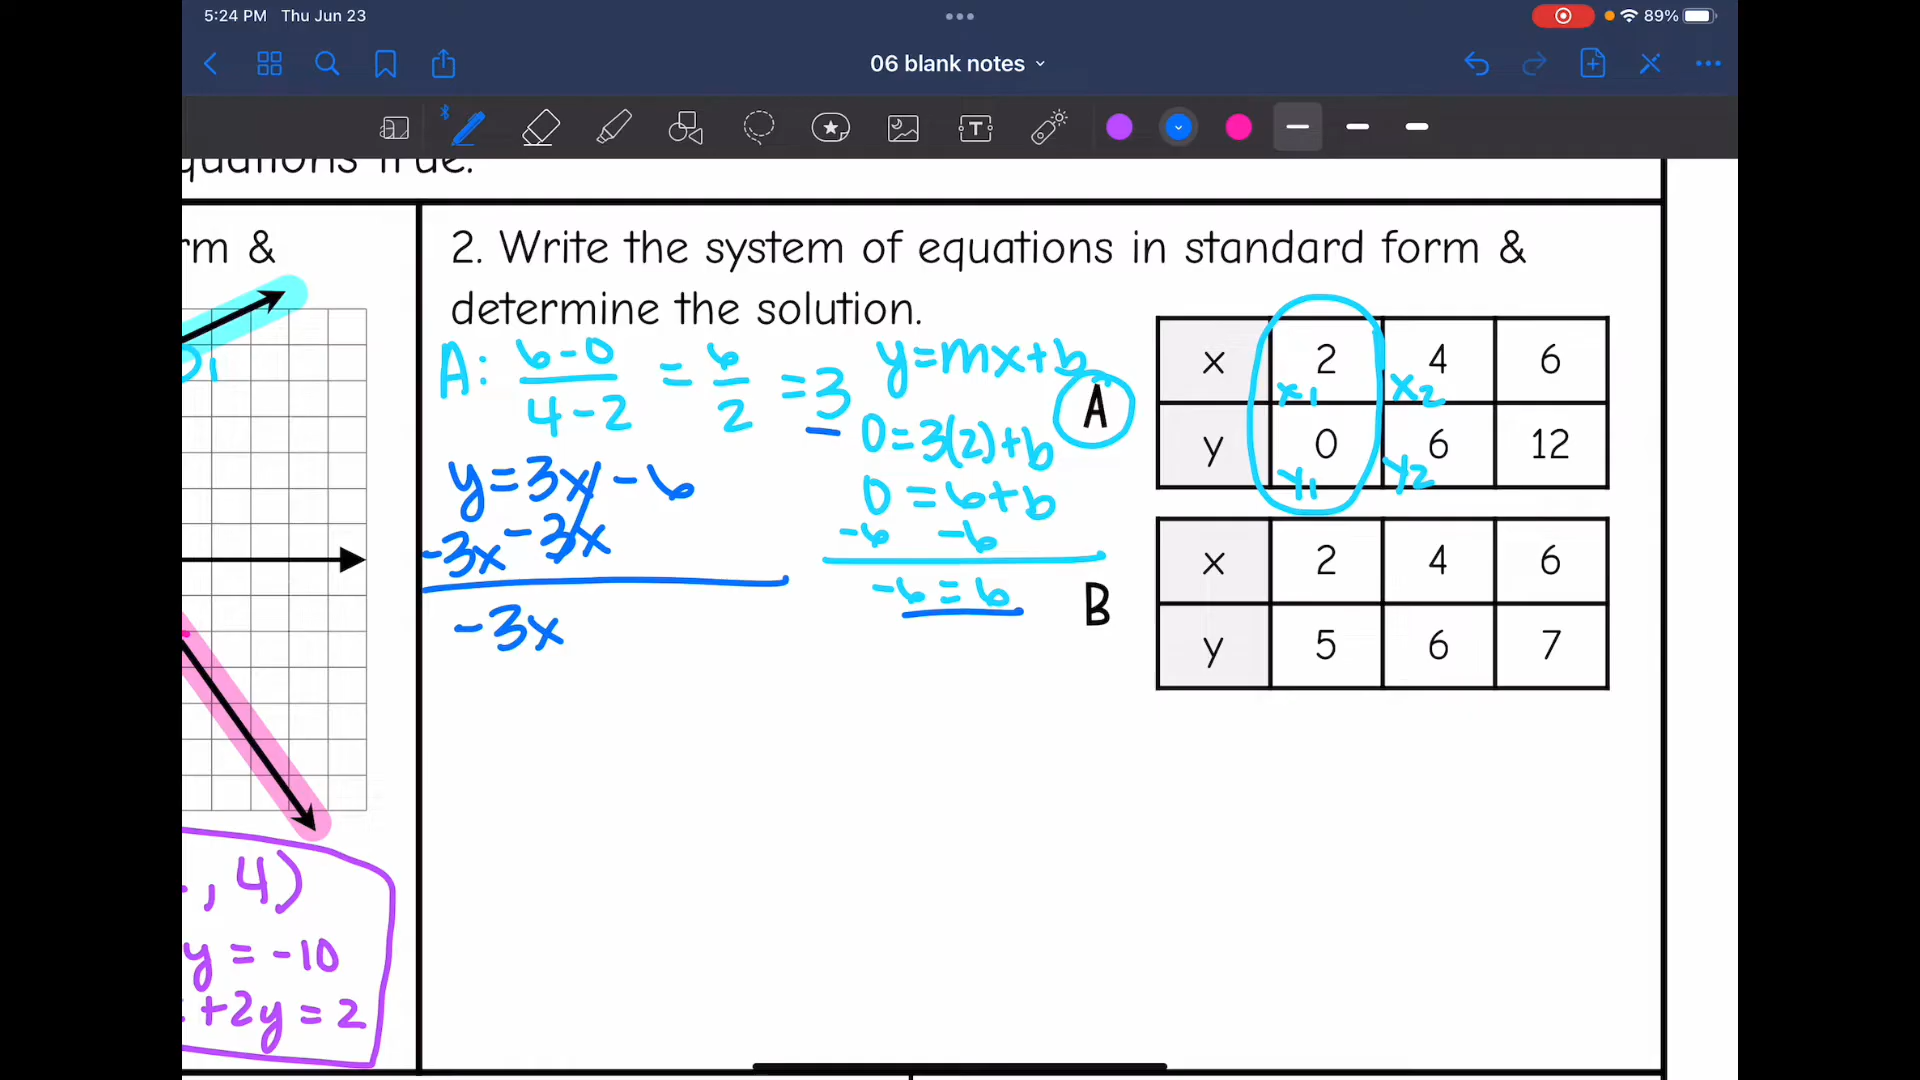 5:24 PM Thu Jun 23
89%
06 blank notes
quations true.
rm &
2. Write the system of equations in standard form &
determine the solution.
A: 6-0 / 4-2 = 6 / 2 = 3
y=3x-6
-3x -3x
-3x
y=mx+b
0=3(2)+b
0 = 6+b
-6 -6
-6 = b
A
x 2 4 6
x1 x2
y 0 6 12
y1 y2
B
x 2 4 6
y 5 6 7
, 4)
y = -10
+2y = 2